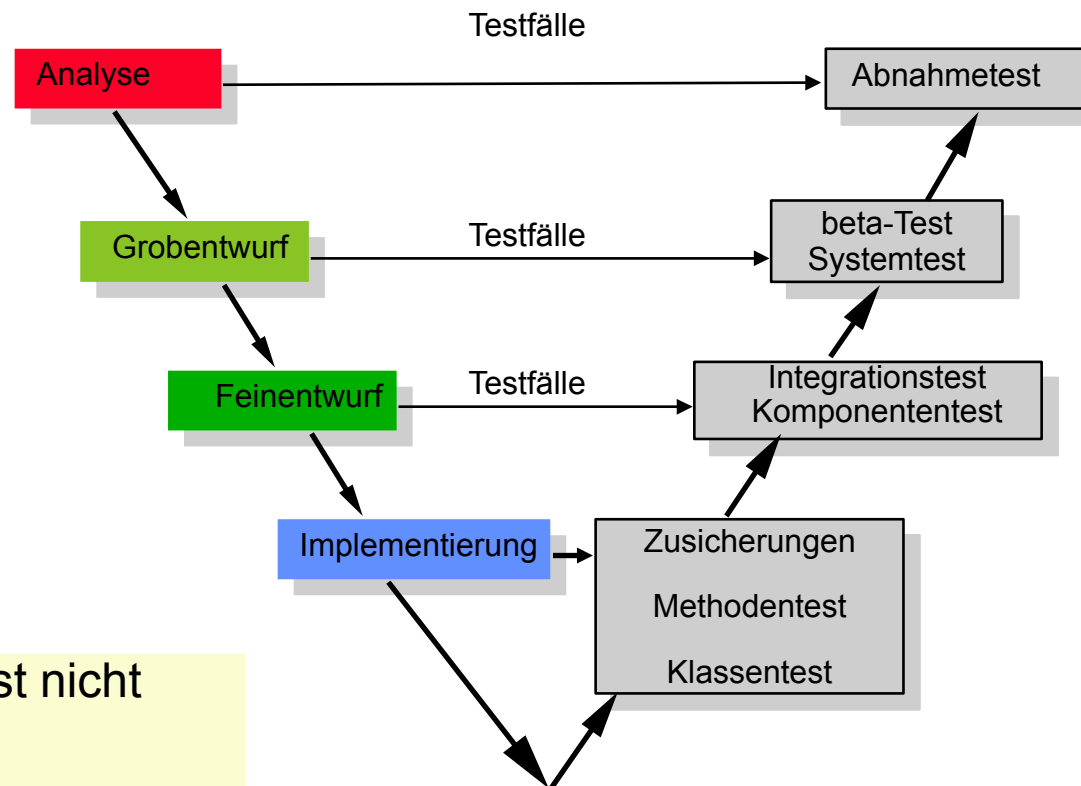 Testfälle
Analyse
Abnahmetest
Grobentwurf
Testfälle
beta-Test
Systemtest
Feinentwurf
Testfälle
Integrationstest
Komponententest
Implementierung
Zusicherungen
Methodentest
Klassentest
st nicht